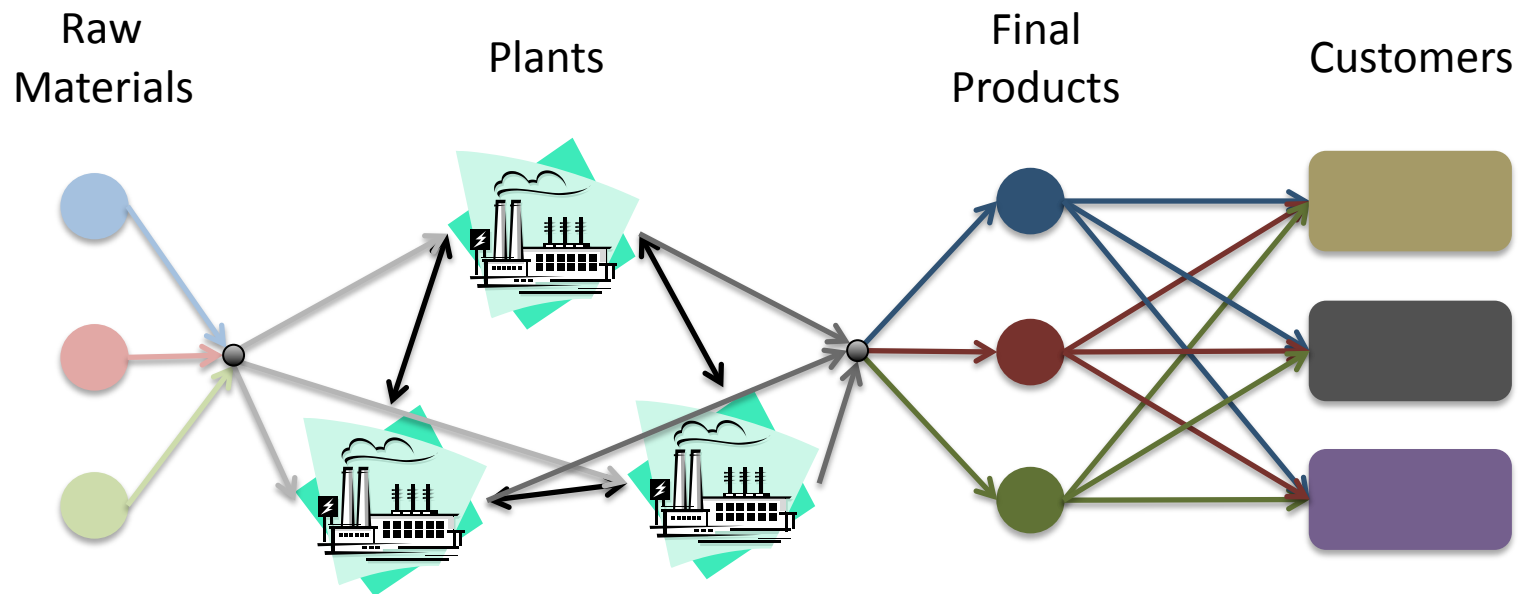 Raw
Materials
Plants
Final
Products
Customers